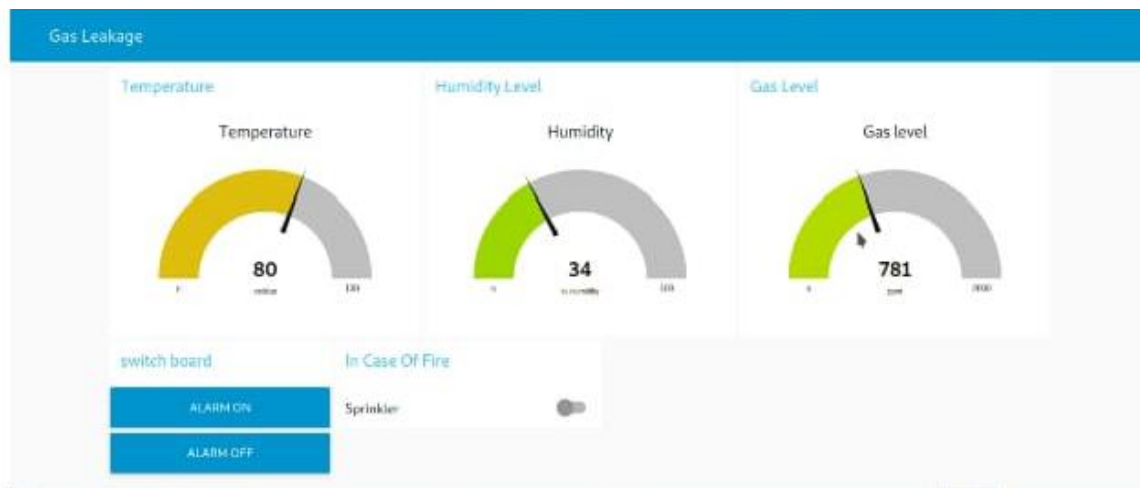 Gas Leakage
Temperature
Humidity Level
Gas Level
Temperature
Humidity
Gas level
80
34
781
ppm
ALARM ON
switch board
In Case Of Fire
Sprinkler
ALARM OFF